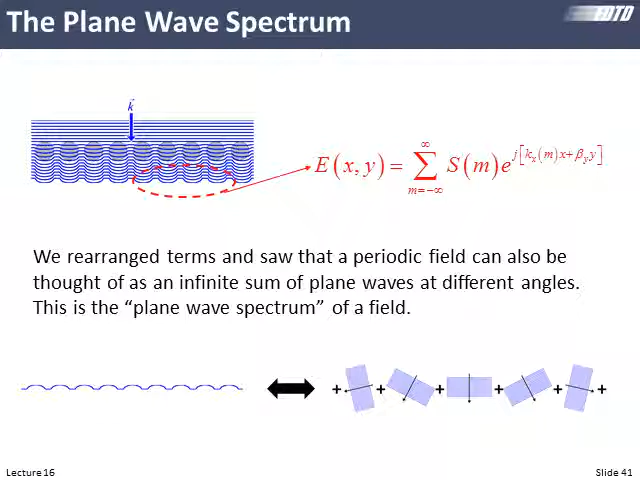 The Plane Wave Spectrum
FDTD
k⃗
E(x, y) = ∑_{m=-∞}^{∞} S(m) e^{j[k_x(m)x+β_y y]}
We rearranged terms and saw that a periodic field can also be
thought of as an infinite sum of plane waves at different angles.
This is the “plane wave spectrum” of a field.
+ + + + + +
Lecture 16
Slide 41